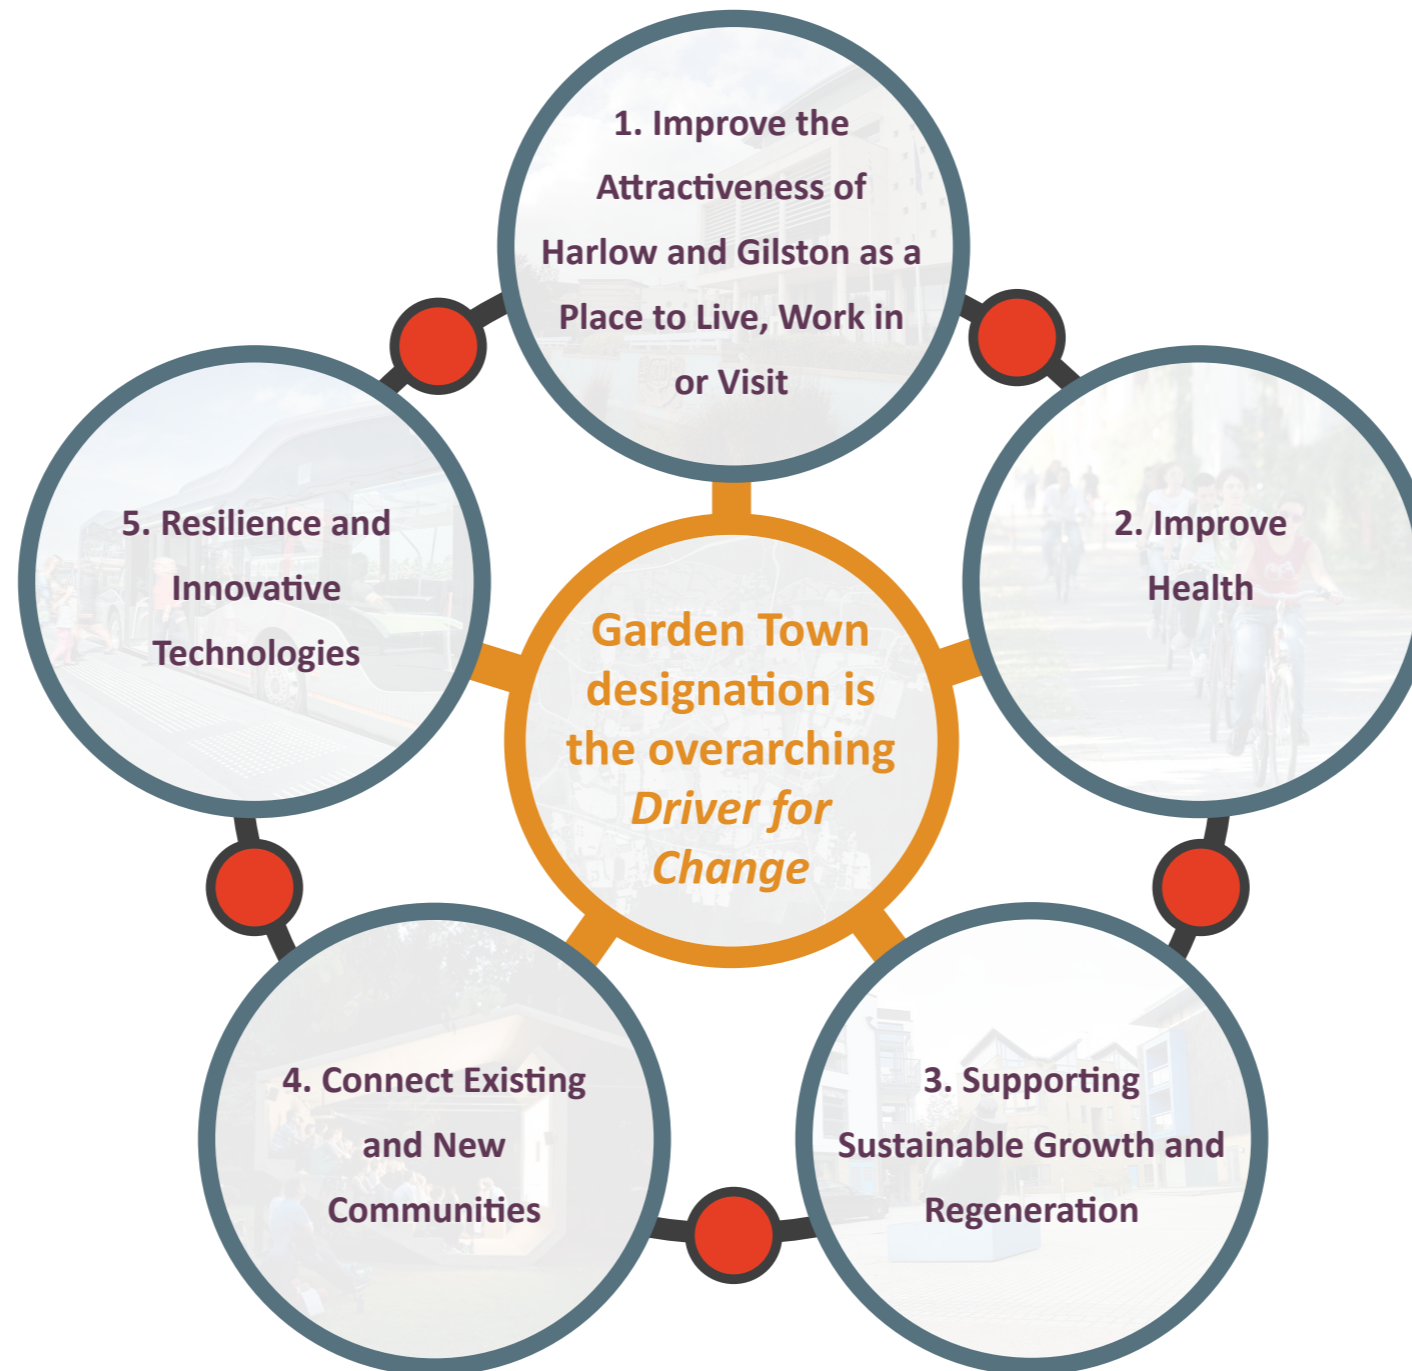 1. Improve the
Attractiveness of
Harlow and Gilston as a
Place to Live, Work in
or Visit
2. Improve
Health
3. Supporting
Sustainable Growth and
Regeneration
4. Connect Existing
and New
Communities
5. Resilience and
Innovative
Technologies
Garden Town
designation is
the overarching
Driver for
Change